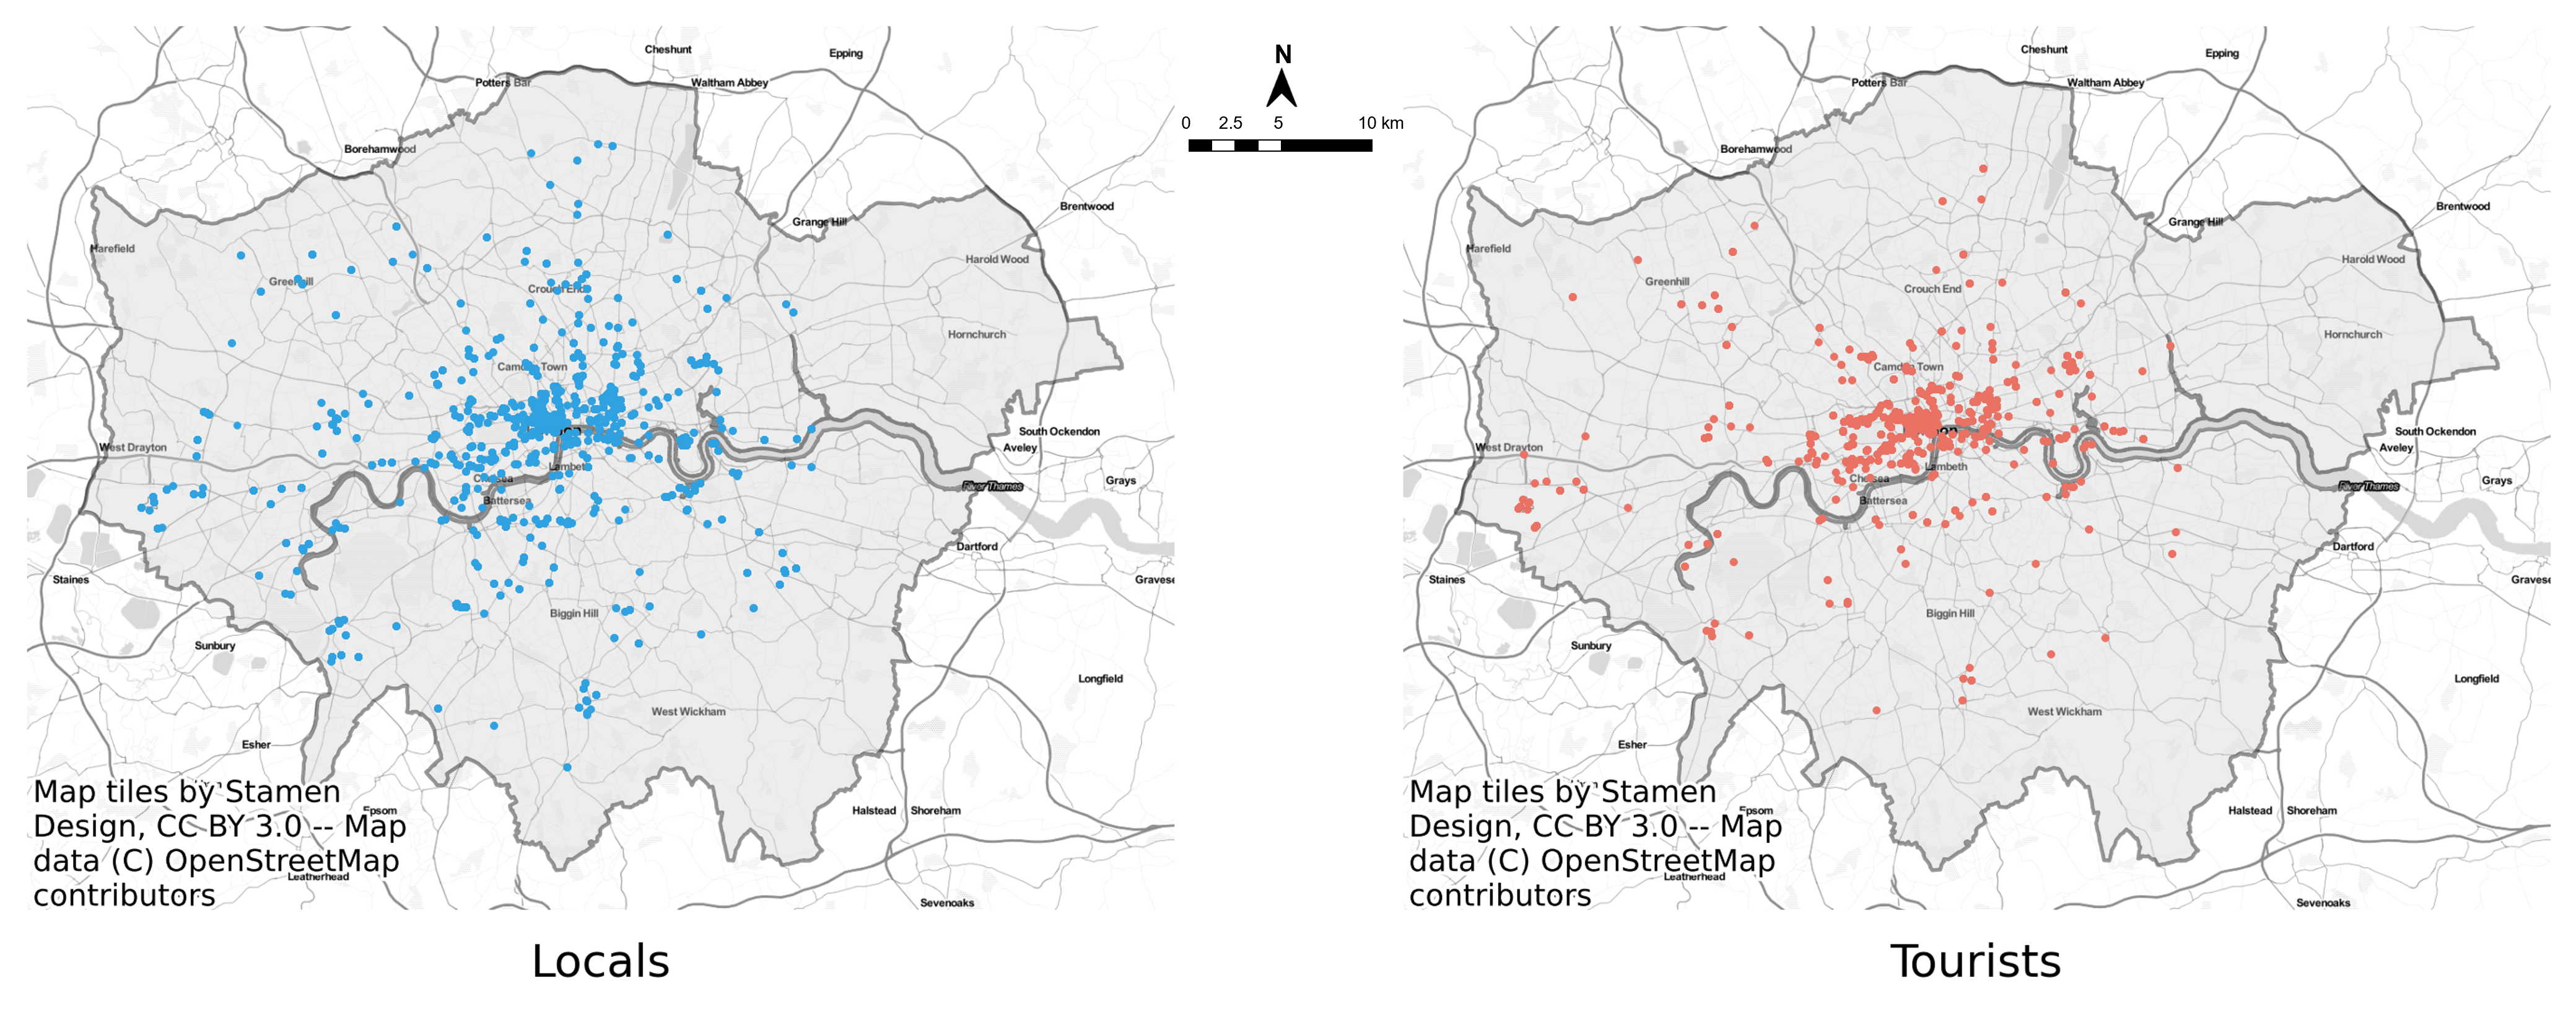 Cheshunt
Epping
Potters Bar
Waltham Abbey
Borehamwood
Brentwood
Grange Hill
Harefield
Harold Wood
Greenhill
Crouch End
Hornchurch
Camden Town
West Drayton
South Ockendon
Aveley
Lambeth
Chelsea
Battersea
River Thames
Grays
Dartford
Staines
Gravese
Biggin Hill
Sunbury
Longfield
West Wickham
Esher
Epsom
Halstead
Shoreham
Leatherhead
Sevenoaks
Map tiles by Stamen
Design, CC BY 3.0 -- Map
data (C) OpenStreetMap
contributors
Locals
N
0 2.5 5 10 km
Cheshunt
Epping
Potters Bar
Waltham Abbey
Borehamwood
Brentwood
Grange Hill
Harefield
Harold Wood
Greenhill
Crouch End
Hornchurch
Camden Town
West Drayton
South Ockendon
Aveley
Lambeth
Chelsea
Battersea
River Thames
Grays
Dartford
Staines
Gravese
Biggin Hill
Sunbury
Longfield
West Wickham
Esher
Epsom
Halstead
Shoreham
Leatherhead
Sevenoaks
Map tiles by Stamen
Design, CC BY 3.0 -- Map
data (C) OpenStreetMap
contributors
Tourists